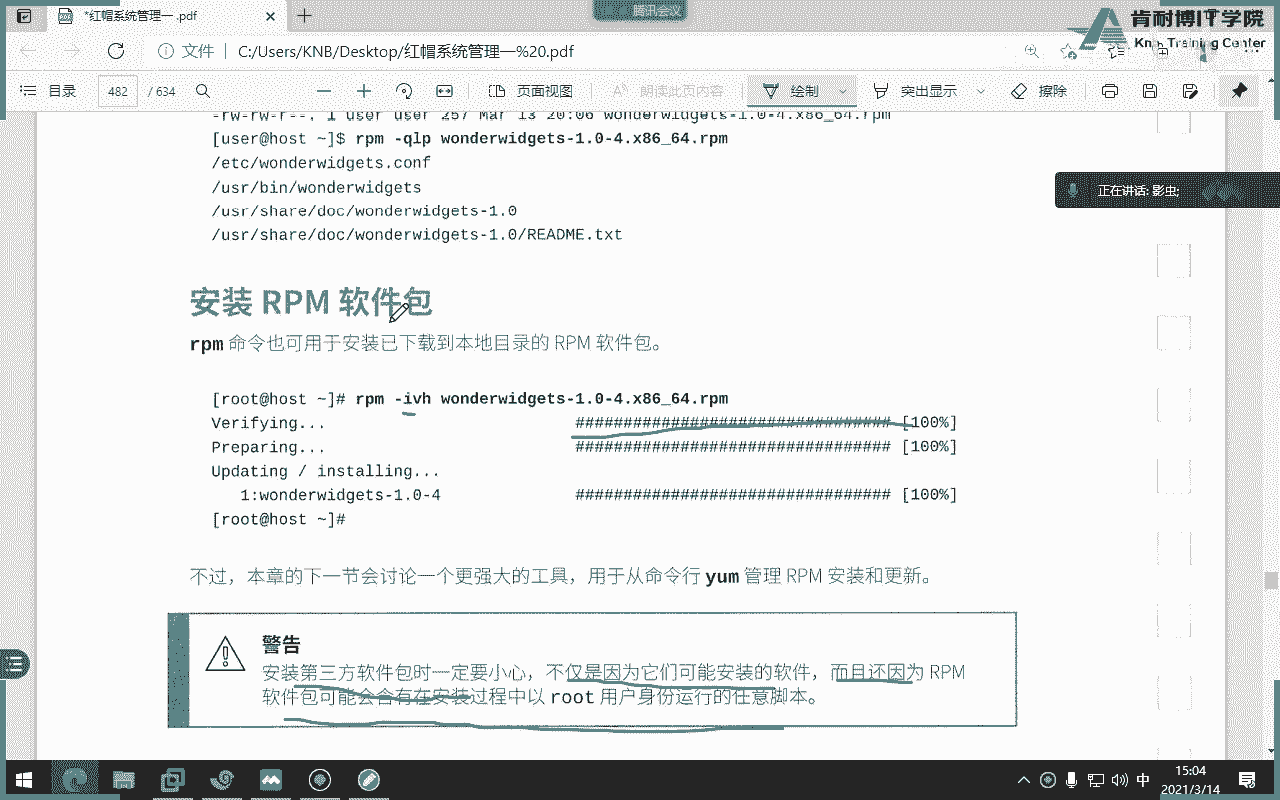 *红帽系统管理一 .pdf
腾讯会议
肯耐博IT学院
KnB Training Center
文件 C:/Users/KNB/Desktop/红帽系统管理一%20.pdf
目录 482 / 634 页面视图 朗读此页内容 绘制 突出显示 擦除
-rw-rw-r--. 1 user user 257 Mar 13 20:06 wonderwidgets-1.0-4.x86_64.rpm
[user@host ~]$ rpm -qlp wonderwidgets-1.0-4.x86_64.rpm
/etc/wonderwidgets.conf
/usr/bin/wonderwidgets
/usr/share/doc/wonderwidgets-1.0
/usr/share/doc/wonderwidgets-1.0/README.txt
正在讲话: 影虫;
安装 RPM 软件包
rpm 命令也可用于安装已下载到本地目录的 RPM 软件包。
[root@host ~]# rpm -ivh wonderwidgets-1.0-4.x86_64.rpm
Verifying... ################################# [100%]
Preparing... ################################# [100%]
Updating / installing...
1:wonderwidgets-1.0-4 ################################# [100%]
[root@host ~]#
不过，本章的下一节会讨论一个更强大的工具，用于从命令行 yum 管理 RPM 安装和更新。
警告
安装第三方软件包时一定要小心，不仅是因为它们可能安装的软件，而且还因为 RPM
软件包可能会含有在安装过程中以 root 用户身份运行的任意脚本。
中
15:04
2021/3/14